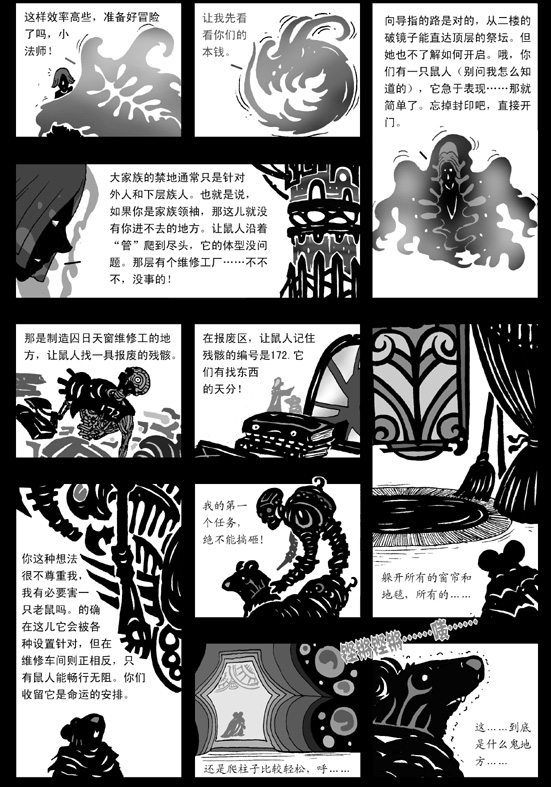 这样效率高些，准备好冒险
了吗，小
法师！
让我先看
看你们的
本钱。
向导指的路是对的，从二楼的
破镜子能直达顶层的祭坛。但
她也不了解如何开启。哦，你
们有一只鼠人（别问我怎么知
道的），它急于表现……那就
简单了。忘掉封印吧，直接开
门。
大家族的禁地通常只是针对
外人和下层族人。也就是说，
如果你是家族领袖，那这儿就没
有你进不去的地方。让鼠人沿着
“管”爬到尽头，它的体型没问
题。那层有个维修工厂……不不
不，没事的！
那是制造囚日天窗维修工的地
方，让鼠人找一具报废的残骸。
在报废区，让鼠人记住
残骸的编号是172.它
们有找东西
的天分！
172
你这种想法
很不尊重我，
我有必要害一
只老鼠吗。的确
在这儿它会被各
种设置针对，但在
维修车间则正相反，只
有鼠人能畅行无阻。你们
收留它是命运的安排。
我的第一
个任务，
绝不能搞砸！
躲开所有的窗帘和
地毯，所有的……
还是爬柱子比较轻松，呼……
这……到底
是什么鬼地
方……